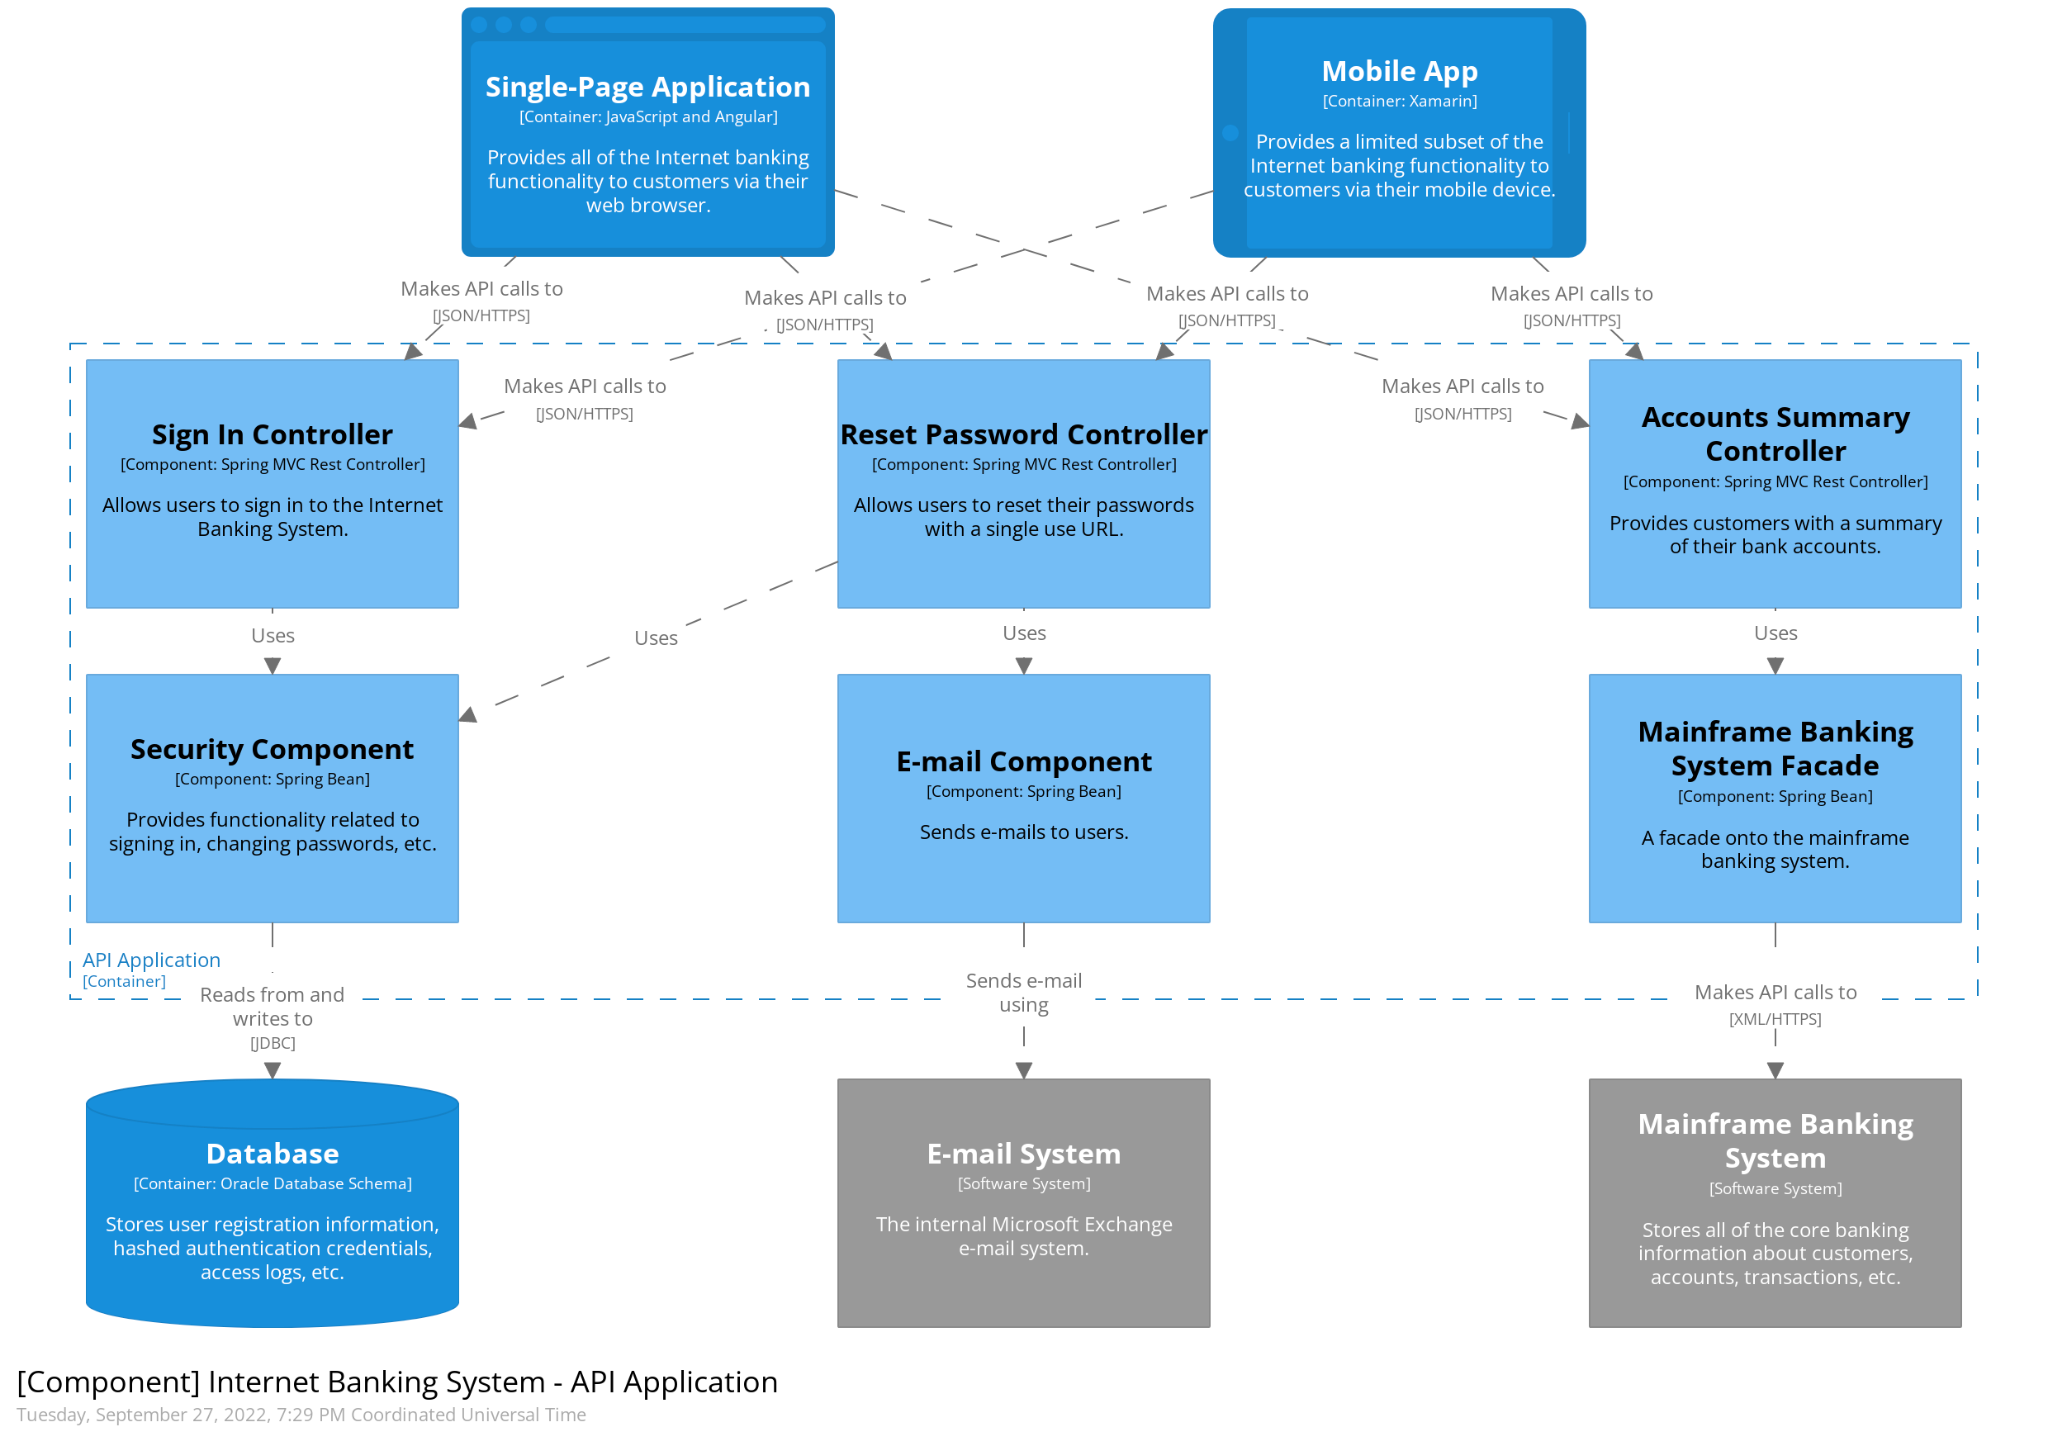 Single-Page Application
[Container: JavaScript and Angular]
Provides all of the Internet banking
functionality to customers via their
web browser.
Mobile App
[Container: Xamarin]
Provides a limited subset of the
Internet banking functionality to
customers via their mobile device.
Makes API calls to
[JSON/HTTPS]
Makes API calls to
[JSON/HTTPS]
Makes API calls to
[JSON/HTTPS]
Makes API calls to
[JSON/HTTPS]
Makes API calls to
[JSON/HTTPS]
Makes API calls to
[JSON/HTTPS]
Sign In Controller
[Component: Spring MVC Rest Controller]
Allows users to sign in to the Internet
Banking System.
Reset Password Controller
[Component: Spring MVC Rest Controller]
Allows users to reset their passwords
with a single use URL.
Accounts Summary
Controller
[Component: Spring MVC Rest Controller]
Provides customers with a summary
of their bank accounts.
Uses
Uses
Uses
Uses
Security Component
[Component: Spring Bean]
Provides functionality related to
signing in, changing passwords, etc.
E-mail Component
[Component: Spring Bean]
Sends e-mails to users.
Mainframe Banking
System Facade
[Component: Spring Bean]
A facade onto the mainframe
banking system.
API Application
[Container]
Reads from and
writes to
[JDBC]
Sends e-mail
using
Makes API calls to
[XML/HTTPS]
Database
[Container: Oracle Database Schema]
Stores user registration information,
hashed authentication credentials,
access logs, etc.
E-mail System
[Software System]
The internal Microsoft Exchange
e-mail system.
Mainframe Banking
System
[Software System]
Stores all of the core banking
information about customers,
accounts, transactions, etc.
[Component] Internet Banking System - API Application
Tuesday, September 27, 2022, 7:29 PM Coordinated Universal Time